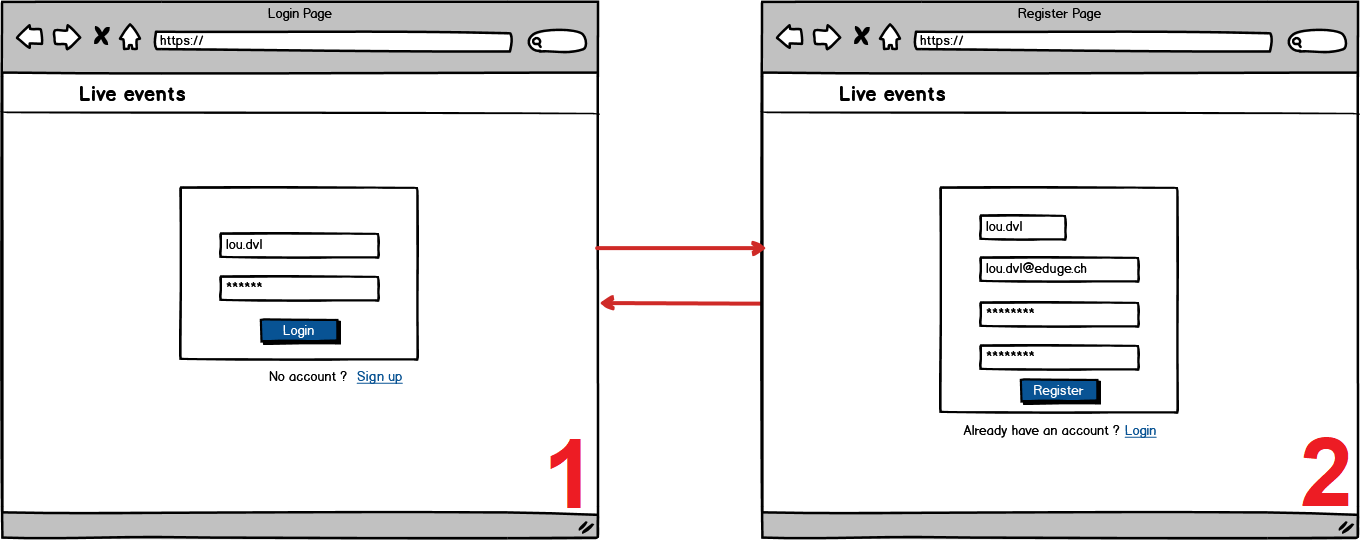 Login Page
https://
Live events
lou.dvl
******
Login
No account ? Sign up
1
Register Page
https://
Live events
lou.dvl
lou.dvl@eduge.ch
********
********
Register
Already have an account ? Login
2